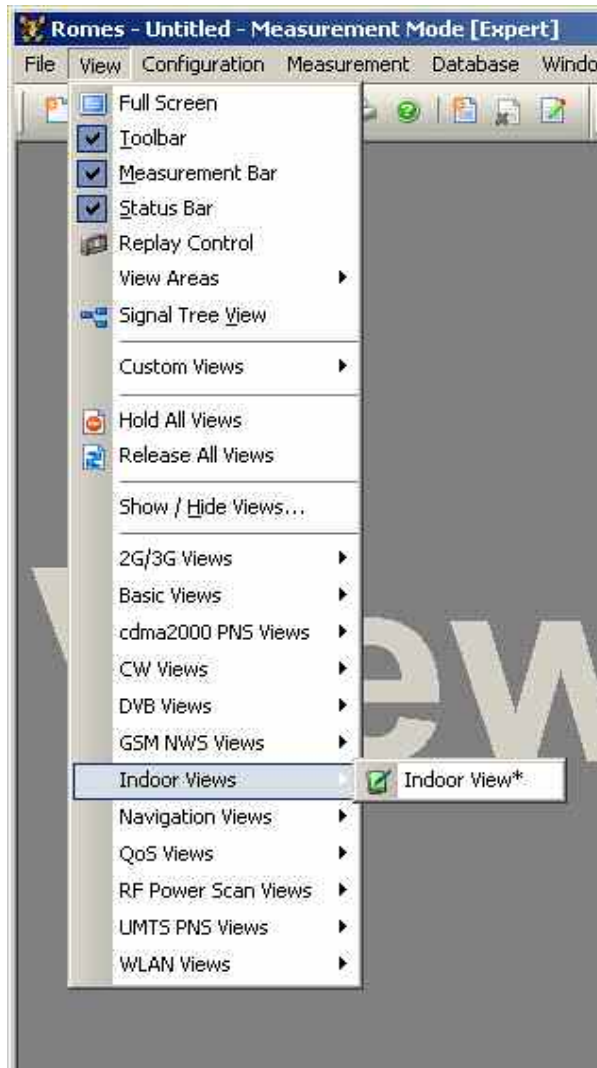 Romes - Untitled - Measurement Mode [Expert]
File View Configuration Measurement Database Windo
Full Screen
Toolbar
Measurement Bar
Status Bar
Replay Control
View Areas
Signal Tree View
Custom Views
Hold All Views
Release All Views
Show / Hide Views...
2G/3G Views
Basic Views
cdma2000 PNS Views
CW Views
DVB Views
GSM NWS Views
Indoor Views
Indoor View*
Navigation Views
QoS Views
RF Power Scan Views
UMTS PNS Views
WLAN Views